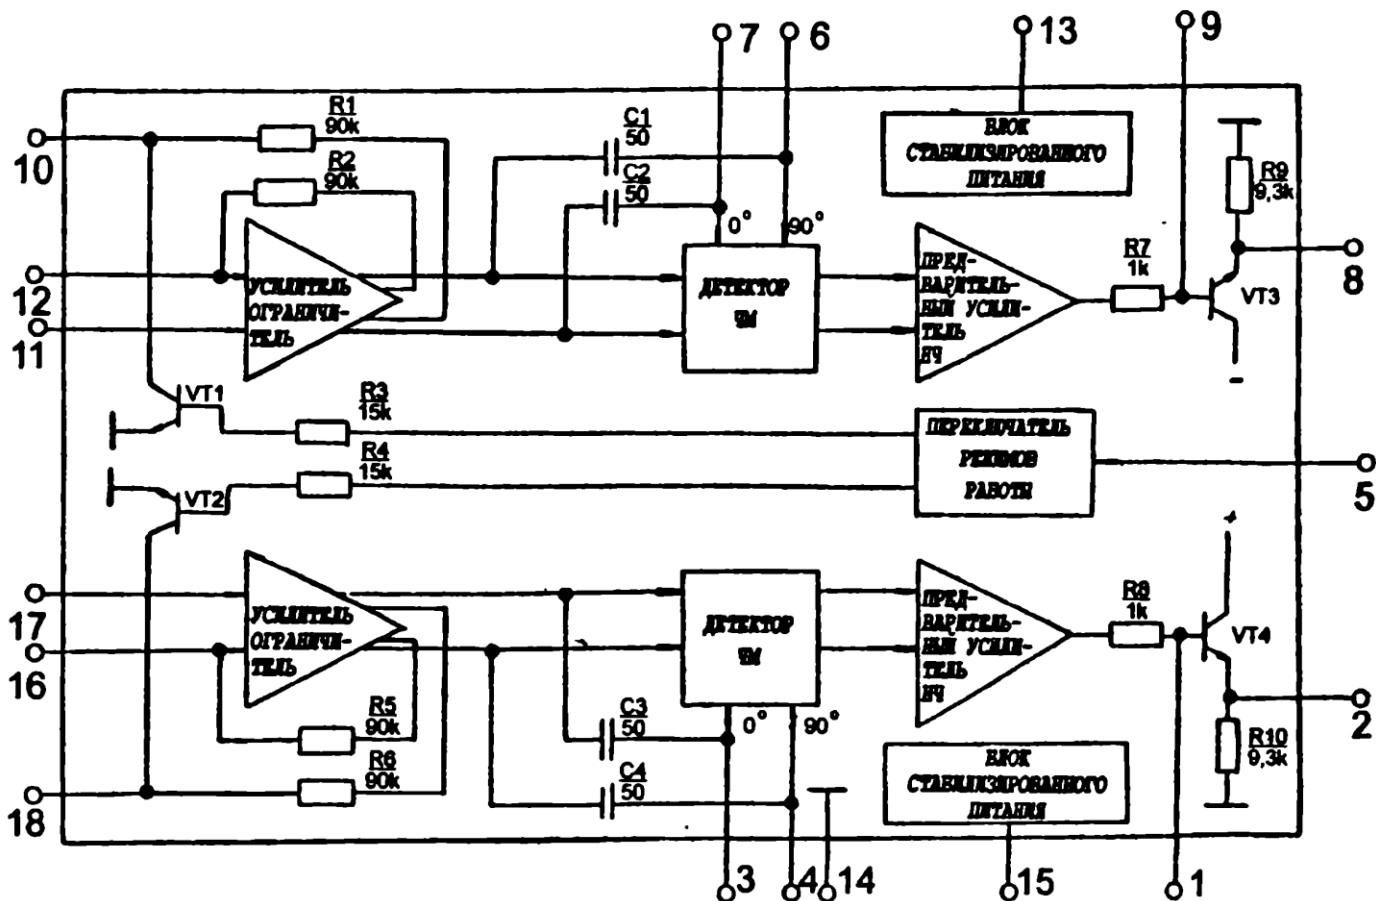 7
6
13
9
R1
90k
10
C1
50
БЛОК
СТАБИЛИЗИРОВАННОГО
ПИТАНИЯ
R2
90k
C2
50
R9
9,3k
0°
90°
12
УСИЛИТЕЛЬ
ОГРАНИЧИ-
ТЕЛЬ
ДЕТЕКТОР
ЧМ
ПРЕД-
ВАРИТЕЛЬ-
НЫЙ УСИЛИ-
ТЕЛЬ
НЧ
R7
1k
8
VT3
11
-
VT1
R3
15k
ПЕРЕКЛЮЧАТЕЛЬ
РЕЖИМОВ
РАБОТЫ
R4
15k
5
VT2
+
17
УСИЛИТЕЛЬ
ОГРАНИЧИ-
ТЕЛЬ
ДЕТЕКТОР
ЧМ
ПРЕД-
ВАРИТЕЛЬ-
НЫЙ УСИЛИ-
ТЕЛЬ
НЧ
R8
1k
VT4
16
2
R5
90k
C3
50
0°
90°
R10
9,3k
R6
90k
C4
50
БЛОК
СТАБИЛИЗИРОВАННОГО
ПИТАНИЯ
18
3
4
14
15
1